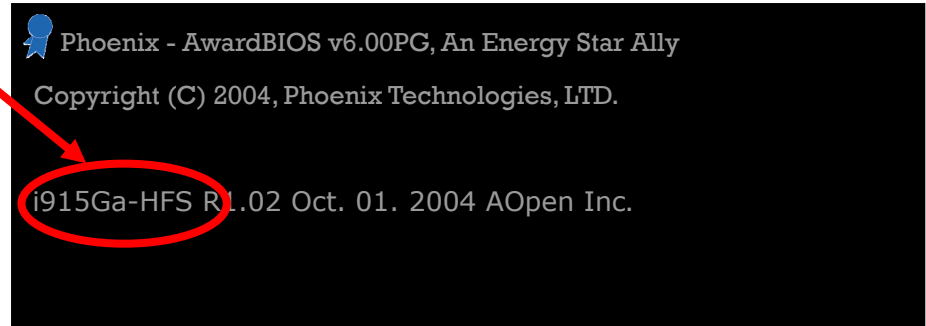 Phoenix - AwardBIOS v6.00PG, An Energy Star Ally
Copyright (C) 2004, Phoenix Technologies, LTD.
i915Ga-HFS R1.02 Oct. 01. 2004 AOpen Inc.